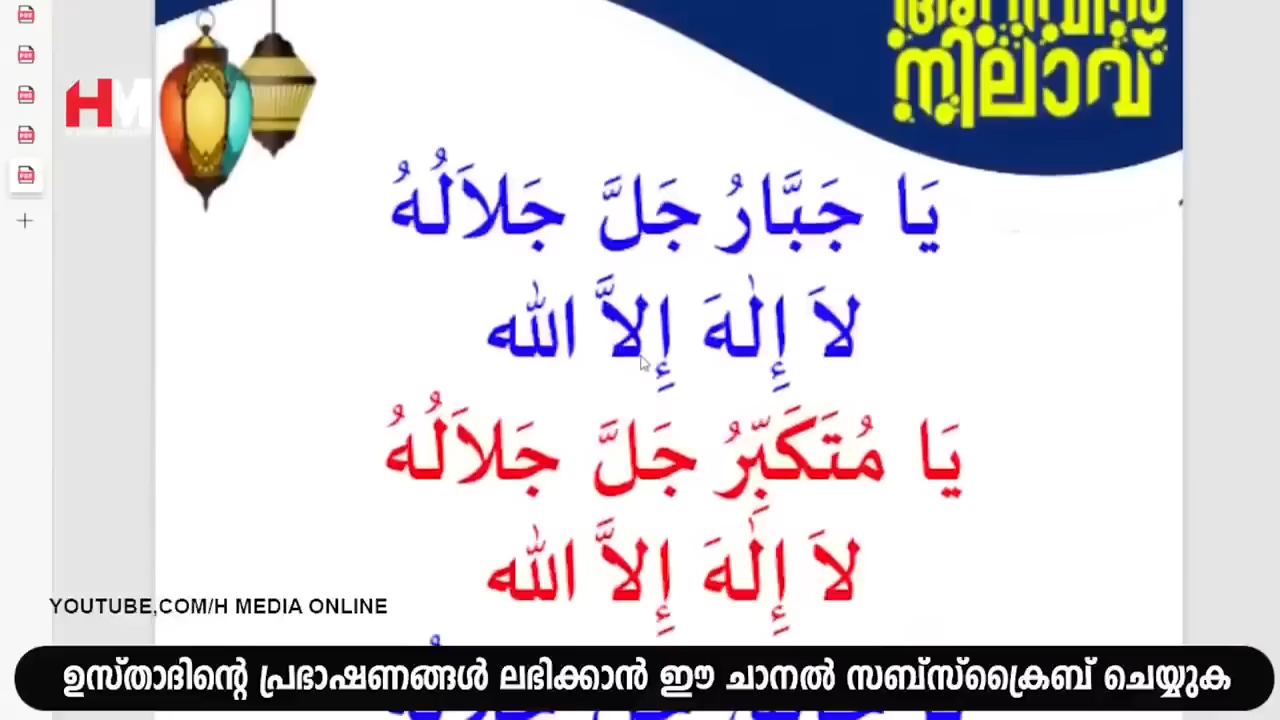 നിലാവ്
HM
يَا جَبَّارُ جَلَّ جَلاَلُهُ
لاَ إِلٰهَ إِلاَّ الله
يَا مُتَكَبِّرُ جَلَّ جَلاَلُهُ
لاَ إِلٰهَ إِلاَّ الله
YOUTUBE,COM/H MEDIA ONLINE
ഉസ്താദിന്റെ പ്രഭാഷണങ്ങൾ ലഭിക്കാൻ ഈ ചാനൽ സബ്സ്ക്രൈബ് ചെയ്യുക